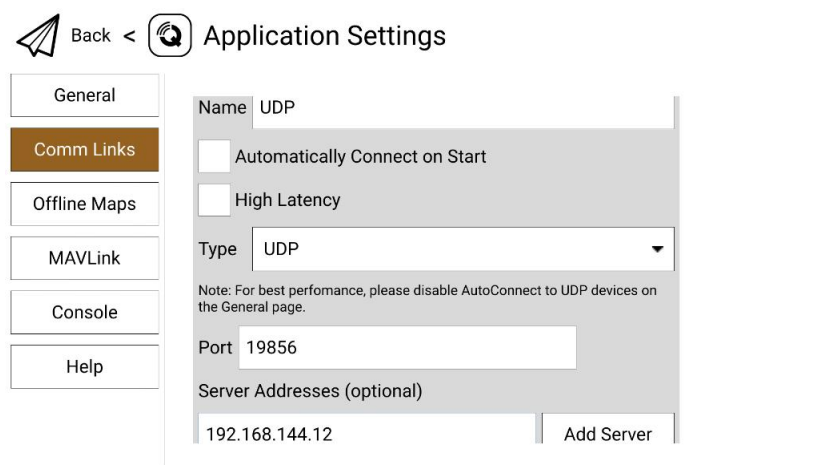 Back < Application Settings
General
Comm Links
Offline Maps
MAVLink
Console
Help
Name UDP
Automatically Connect on Start
High Latency
Type UDP
Note: For best perfomance, please disable AutoConnect to UDP devices on
the General page.
Port 19856
Server Addresses (optional)
192.168.144.12 Add Server